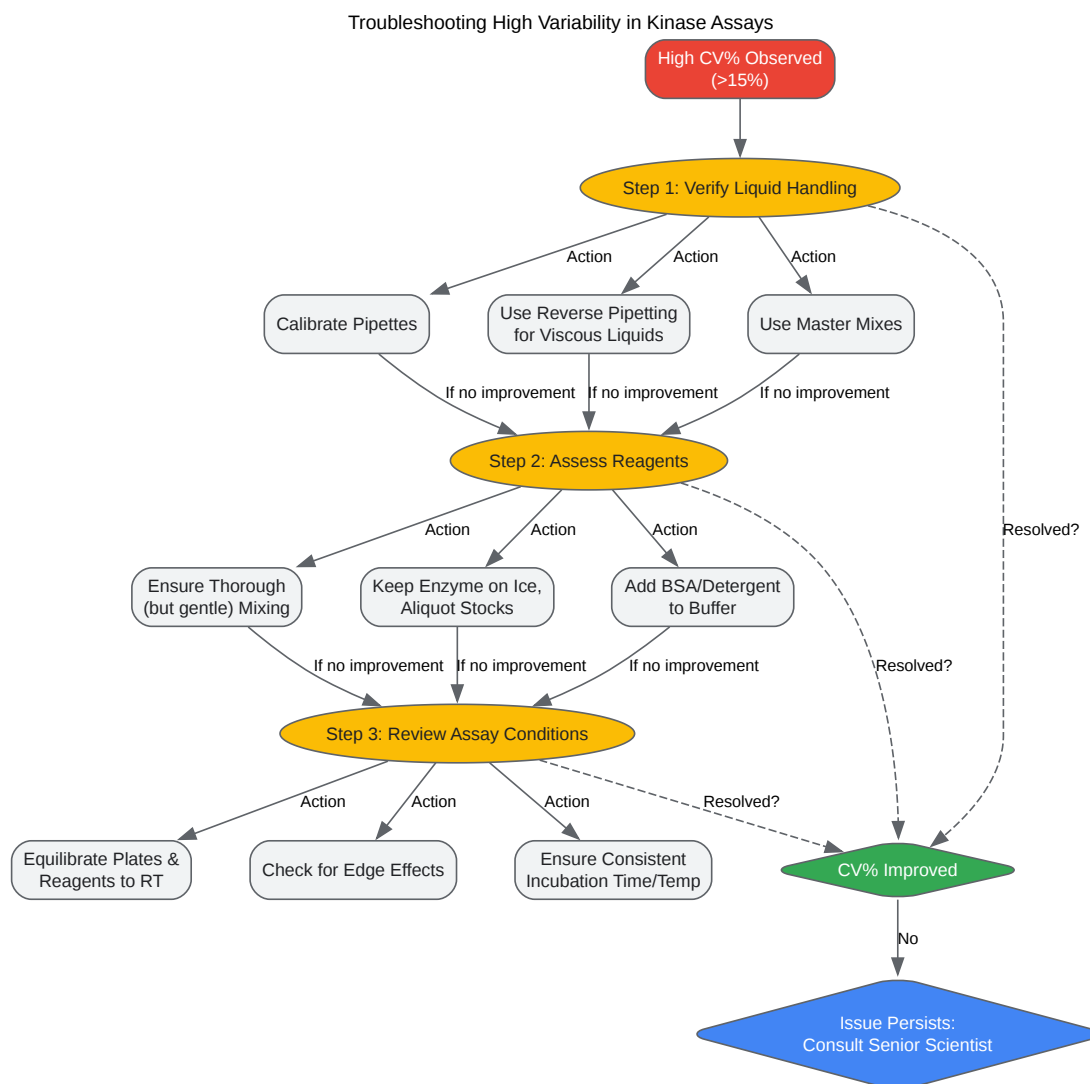 Troubleshooting High Variability in Kinase Assays
High CV% Observed
(>15%)
Step 1: Verify Liquid Handling
Action
Action
Action
Calibrate Pipettes
Use Reverse Pipetting
for Viscous Liquids
Use Master Mixes
If no improvement
If no improvement
If no improvement
Step 2: Assess Reagents
Action
Action
Action
Resolved?
Ensure Thorough
(but gentle) Mixing
Keep Enzyme on Ice,
Aliquot Stocks
Add BSA/Detergent
to Buffer
If no improvement
If no improvement
If no improvement
Resolved?
Step 3: Review Assay Conditions
Action
Action
Action
Resolved?
Equilibrate Plates &
Reagents to RT
Check for Edge Effects
Ensure Consistent
Incubation Time/Temp
CV% Improved
No
Issue Persists:
Consult Senior Scientist